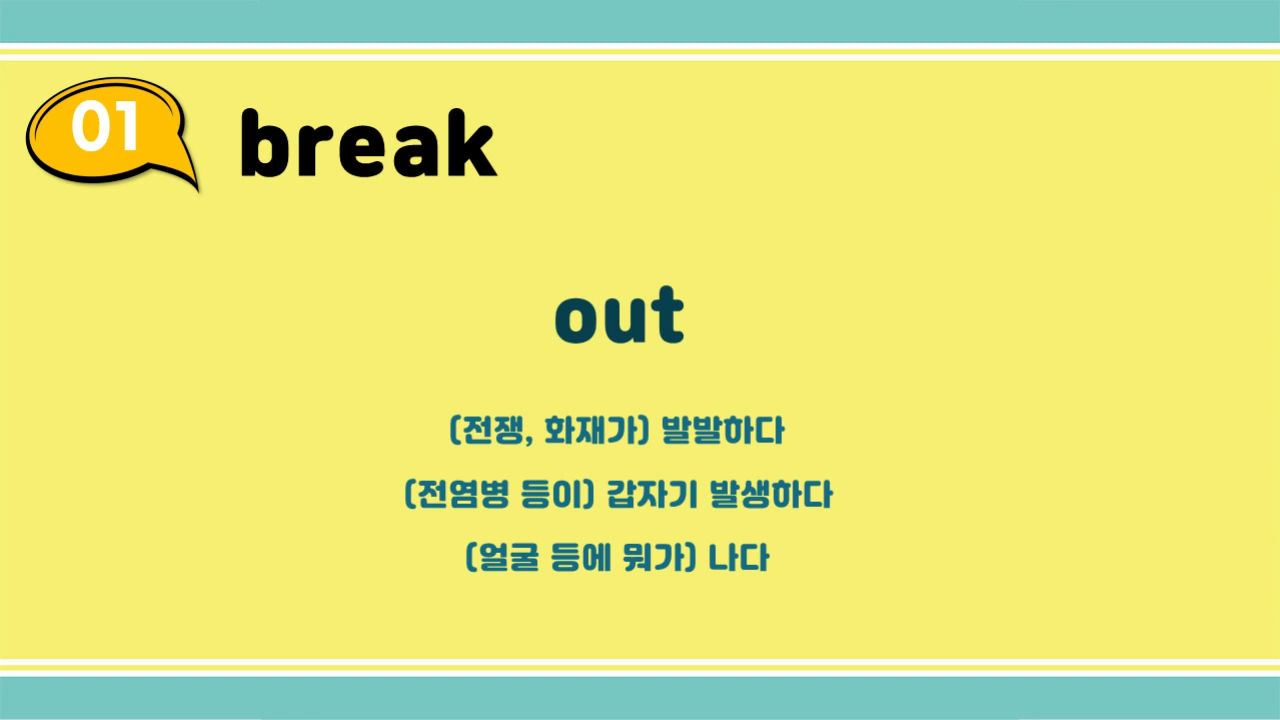 01
break
out
(전쟁, 화재가) 발발하다
(전염병 등이) 갑자기 발생하다
(얼굴 등에 뭐가) 나다